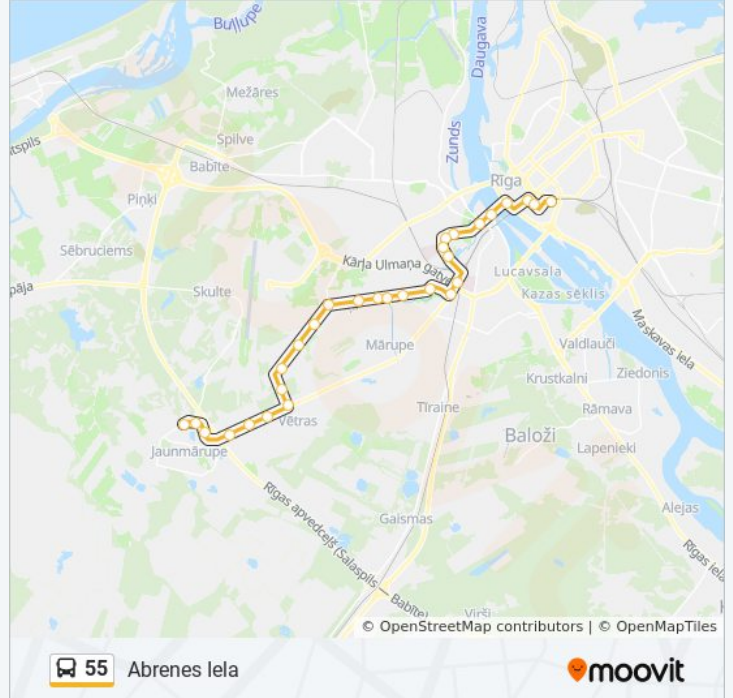 Buļļupe
Daugava
Mežāres
Spilve
Zunds
tspils
Babīte
Rīga
Piņķi
Sēbruciems
Kārļa Ulmaņa gatve
Lucavsala
pāja
Skulte
Kazas sēklis
Maskavas iela
Mārupe
Valdlauči
Krustkalni
Ziedonis
Tīraine
Rāmava
Vētras
Baloži
Jaunmārupe
Lapenieki
Rīgas apvedceļš (Salaspils — Babīte)
Alejas
Gaismas
Rīgas iela
Virši
© OpenStreetMap contributors | © OpenMapTiles
55 Abrenes Iela
moovit